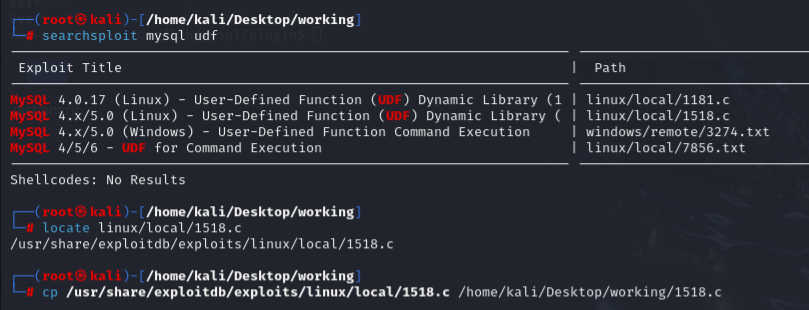 exit
┌──(root㉿kali)-[/home/kali/Desktop/working]
└─# searchsploit mysql udf
Exploit Title | Path
MySQL 4.0.17 (Linux) - User-Defined Function (UDF) Dynamic Library (1 | linux/local/1181.c
MySQL 4.x/5.0 (Linux) - User-Defined Function (UDF) Dynamic Library ( | linux/local/1518.c
MySQL 4.x/5.0 (Windows) - User-Defined Function Command Execution | windows/remote/3274.txt
MySQL 4/5/6 - UDF for Command Execution | linux/local/7856.txt
Shellcodes: No Results
┌──(root㉿kali)-[/home/kali/Desktop/working]
└─# locate linux/local/1518.c
/usr/share/exploitdb/exploits/linux/local/1518.c
┌──(root㉿kali)-[/home/kali/Desktop/working]
└─# cp /usr/share/exploitdb/exploits/linux/local/1518.c /home/kali/Desktop/working/1518.c